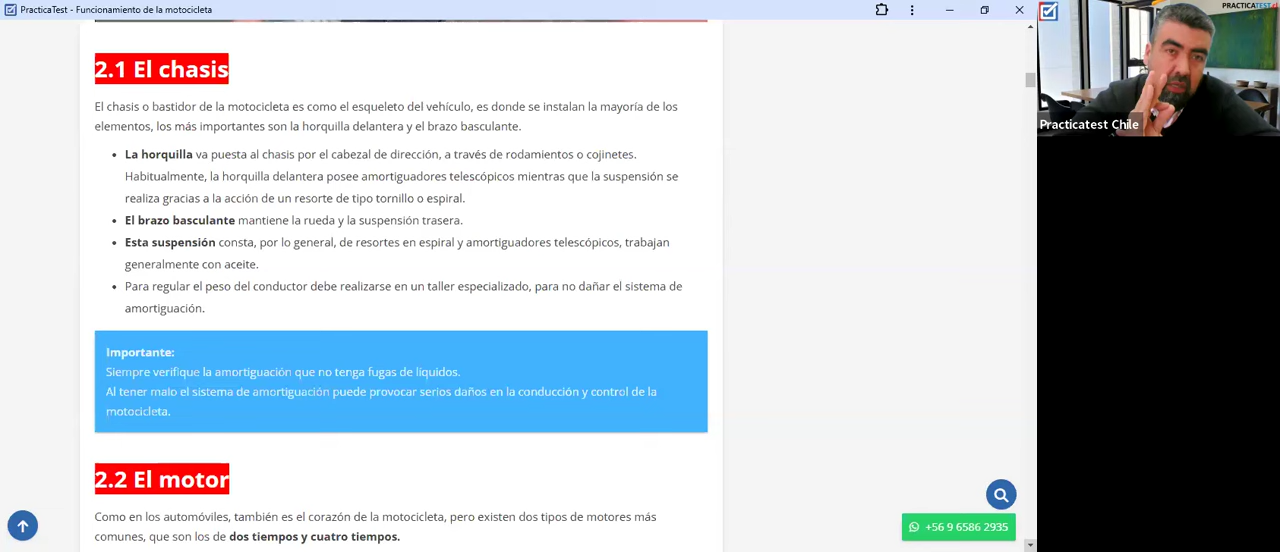 PracticaTest - Funcionamiento de la motocicleta
PRACTICATEST
Practicatest Chile
2.1 El chasis
El chasis o bastidor de la motocicleta es como el esqueleto del vehículo, es donde se instalan la mayoría de los
elementos, los más importantes son la horquilla delantera y el brazo basculante.
• La horquilla va puesta al chasis por el cabezal de dirección, a través de rodamientos o cojinetes.
Habitualmente, la horquilla delantera posee amortiguadores telescópicos mientras que la suspensión se
realiza gracias a la acción de un resorte de tipo tornillo o espiral.
• El brazo basculante mantiene la rueda y la suspensión trasera.
• Esta suspensión consta, por lo general, de resortes en espiral y amortiguadores telescópicos, trabajan
generalmente con aceite.
• Para regular el peso del conductor debe realizarse en un taller especializado, para no dañar el sistema de
amortiguación.
Importante:
Siempre verifique la amortiguación que no tenga fugas de líquidos.
Al tener malo el sistema de amortiguación puede provocar serios daños en la conducción y control de la
motocicleta.
2.2 El motor
Como en los automóviles, también es el corazón de la motocicleta, pero existen dos tipos de motores más
comunes, que son los de dos tiempos y cuatro tiempos.
+56 9 6586 2935